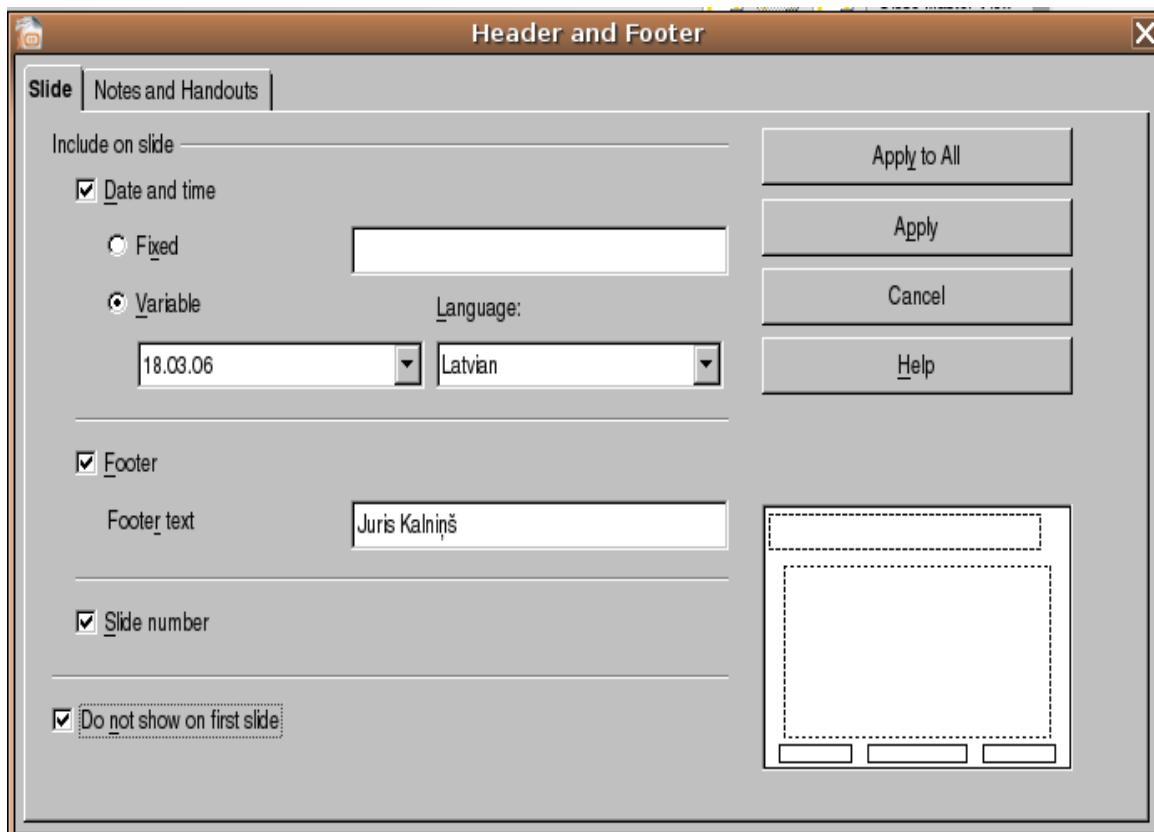 Header and Footer
Slide
Notes and Handouts
Include on slide
Date and time
Fixed
Variable
Language:
18.03.06
Latvian
Footer
Footer text
Juris Kalniņš
Slide number
Do not show on first slide
Apply to All
Apply
Cancel
Help